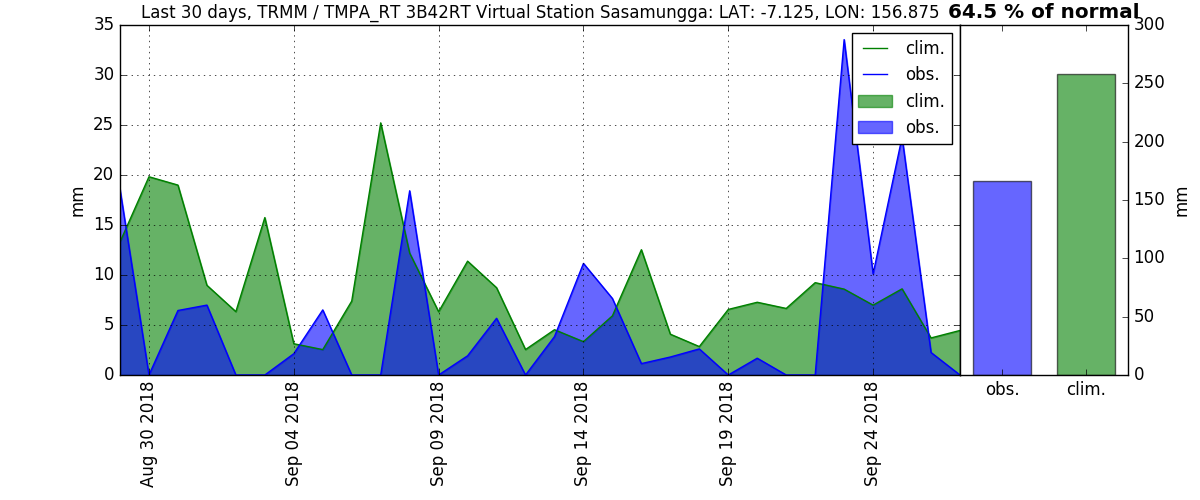 Last 30 days, TRMM / TMPA_RT 3B42RT Virtual Station Sasamungga: LAT: -7.125, LON: 156.875
64.5 % of normal
35
30
25
20
15
10
5
0
mm
clim.
obs.
clim.
obs.
Aug 30 2018
Sep 04 2018
Sep 09 2018
Sep 14 2018
Sep 19 2018
Sep 24 2018
300
250
200
150
100
50
0
mm
obs.
clim.